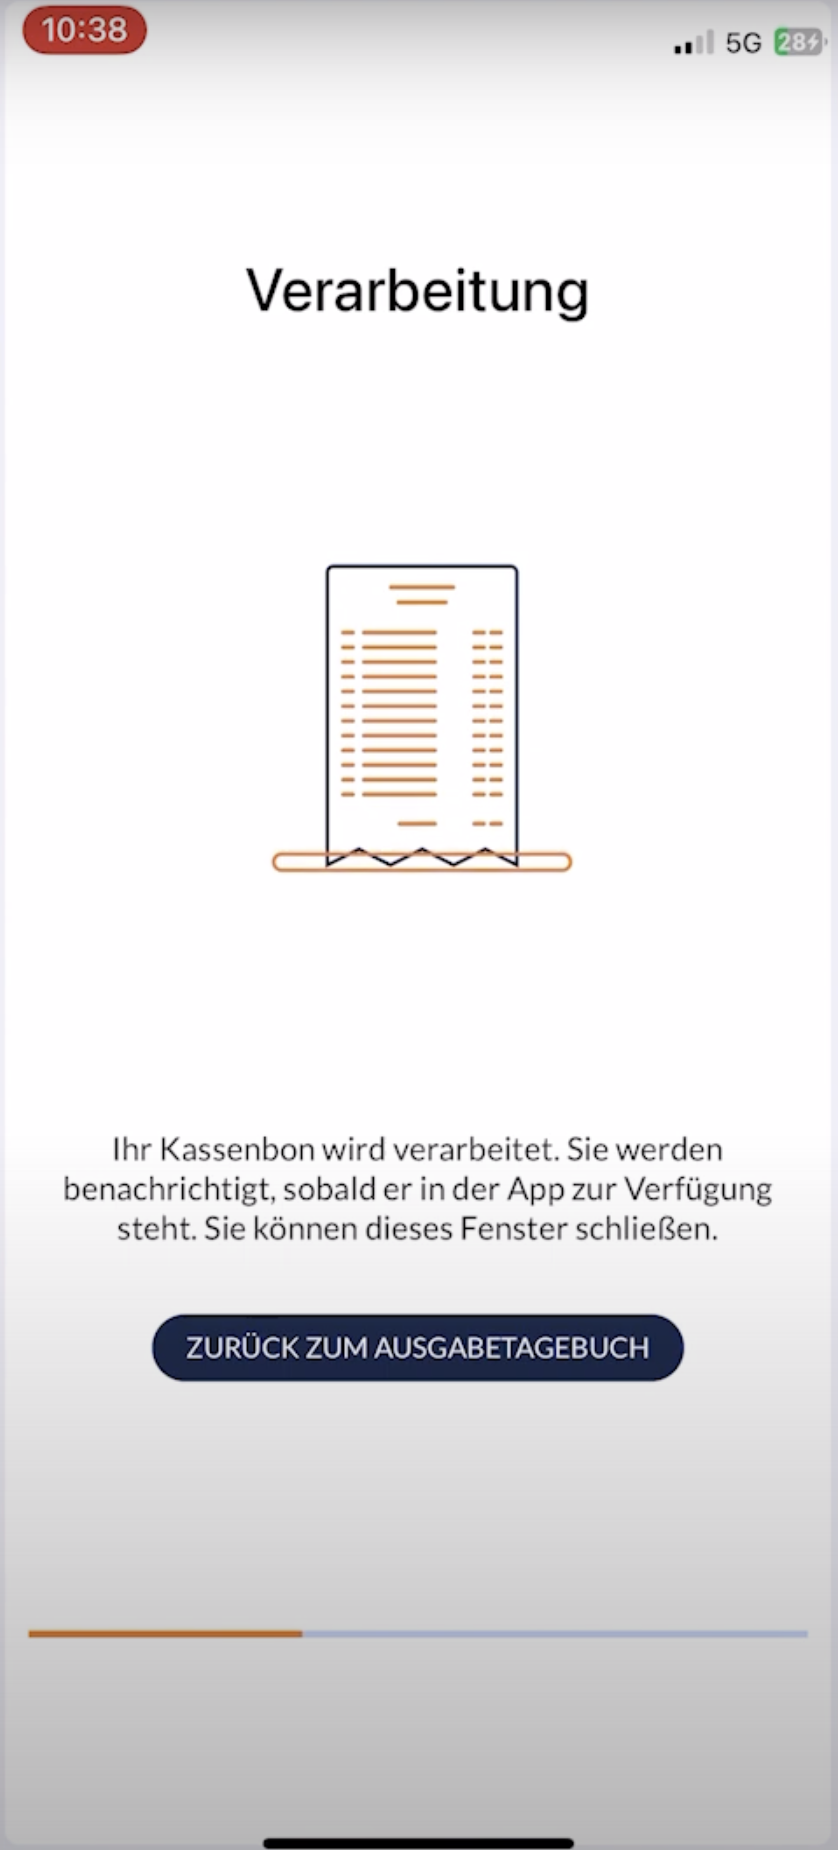 10:38
5G 28
Verarbeitung
Ihr Kassenbon wird verarbeitet. Sie werden
benachrichtigt, sobald er in der App zur Verfügung
steht. Sie können dieses Fenster schließen.
ZURÜCK ZUM AUSGABETAGEBUCH